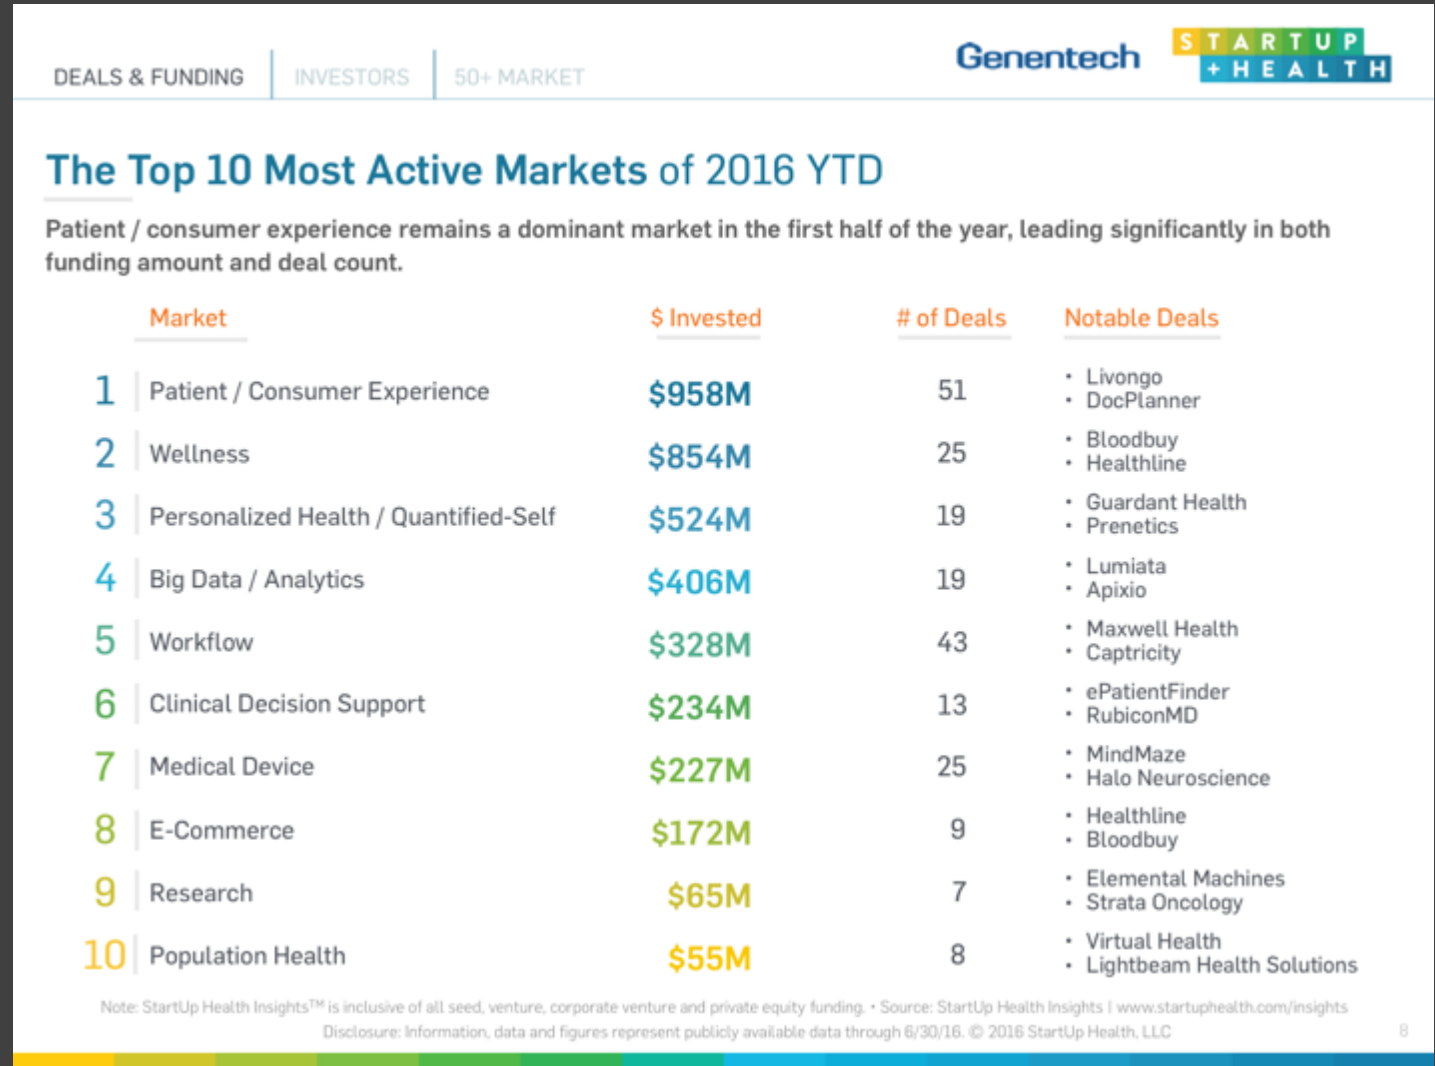 DEALS & FUNDING INVESTORS 50+ MARKET
Genentech
STARTUP
+HEALTH
The Top 10 Most Active Markets of 2016 YTD
Patient / consumer experience remains a dominant market in the first half of the year, leading significantly in both
funding amount and deal count.
Market $ Invested # of Deals Notable Deals
1 Patient / Consumer Experience $958M 51
• Livongo
• DocPlanner
2 Wellness $854M 25
• Bloodbuy
• Healthline
3 Personalized Health / Quantified-Self $524M 19
• Guardant Health
• Prenetics
4 Big Data / Analytics $406M 19
• Lumiata
• Apixio
5 Workflow $328M 43
• Maxwell Health
• Captricity
6 Clinical Decision Support $234M 13
• ePatientFinder
• RubiconMD
7 Medical Device $227M 25
• MindMaze
• Halo Neuroscience
8 E-Commerce $172M 9
• Healthline
• Bloodbuy
9 Research $65M 7
• Elemental Machines
• Strata Oncology
10 Population Health $55M 8
• Virtual Health
• Lightbeam Health Solutions
Note: StartUp Health Insights™ is inclusive of all seed, venture, corporate venture and private equity funding. • Source: StartUp Health Insights | www.startuphealth.com/insights
Disclosure: Information, data and figures represent publicly available data through 6/30/16. © 2016 StartUp Health, LLC
8